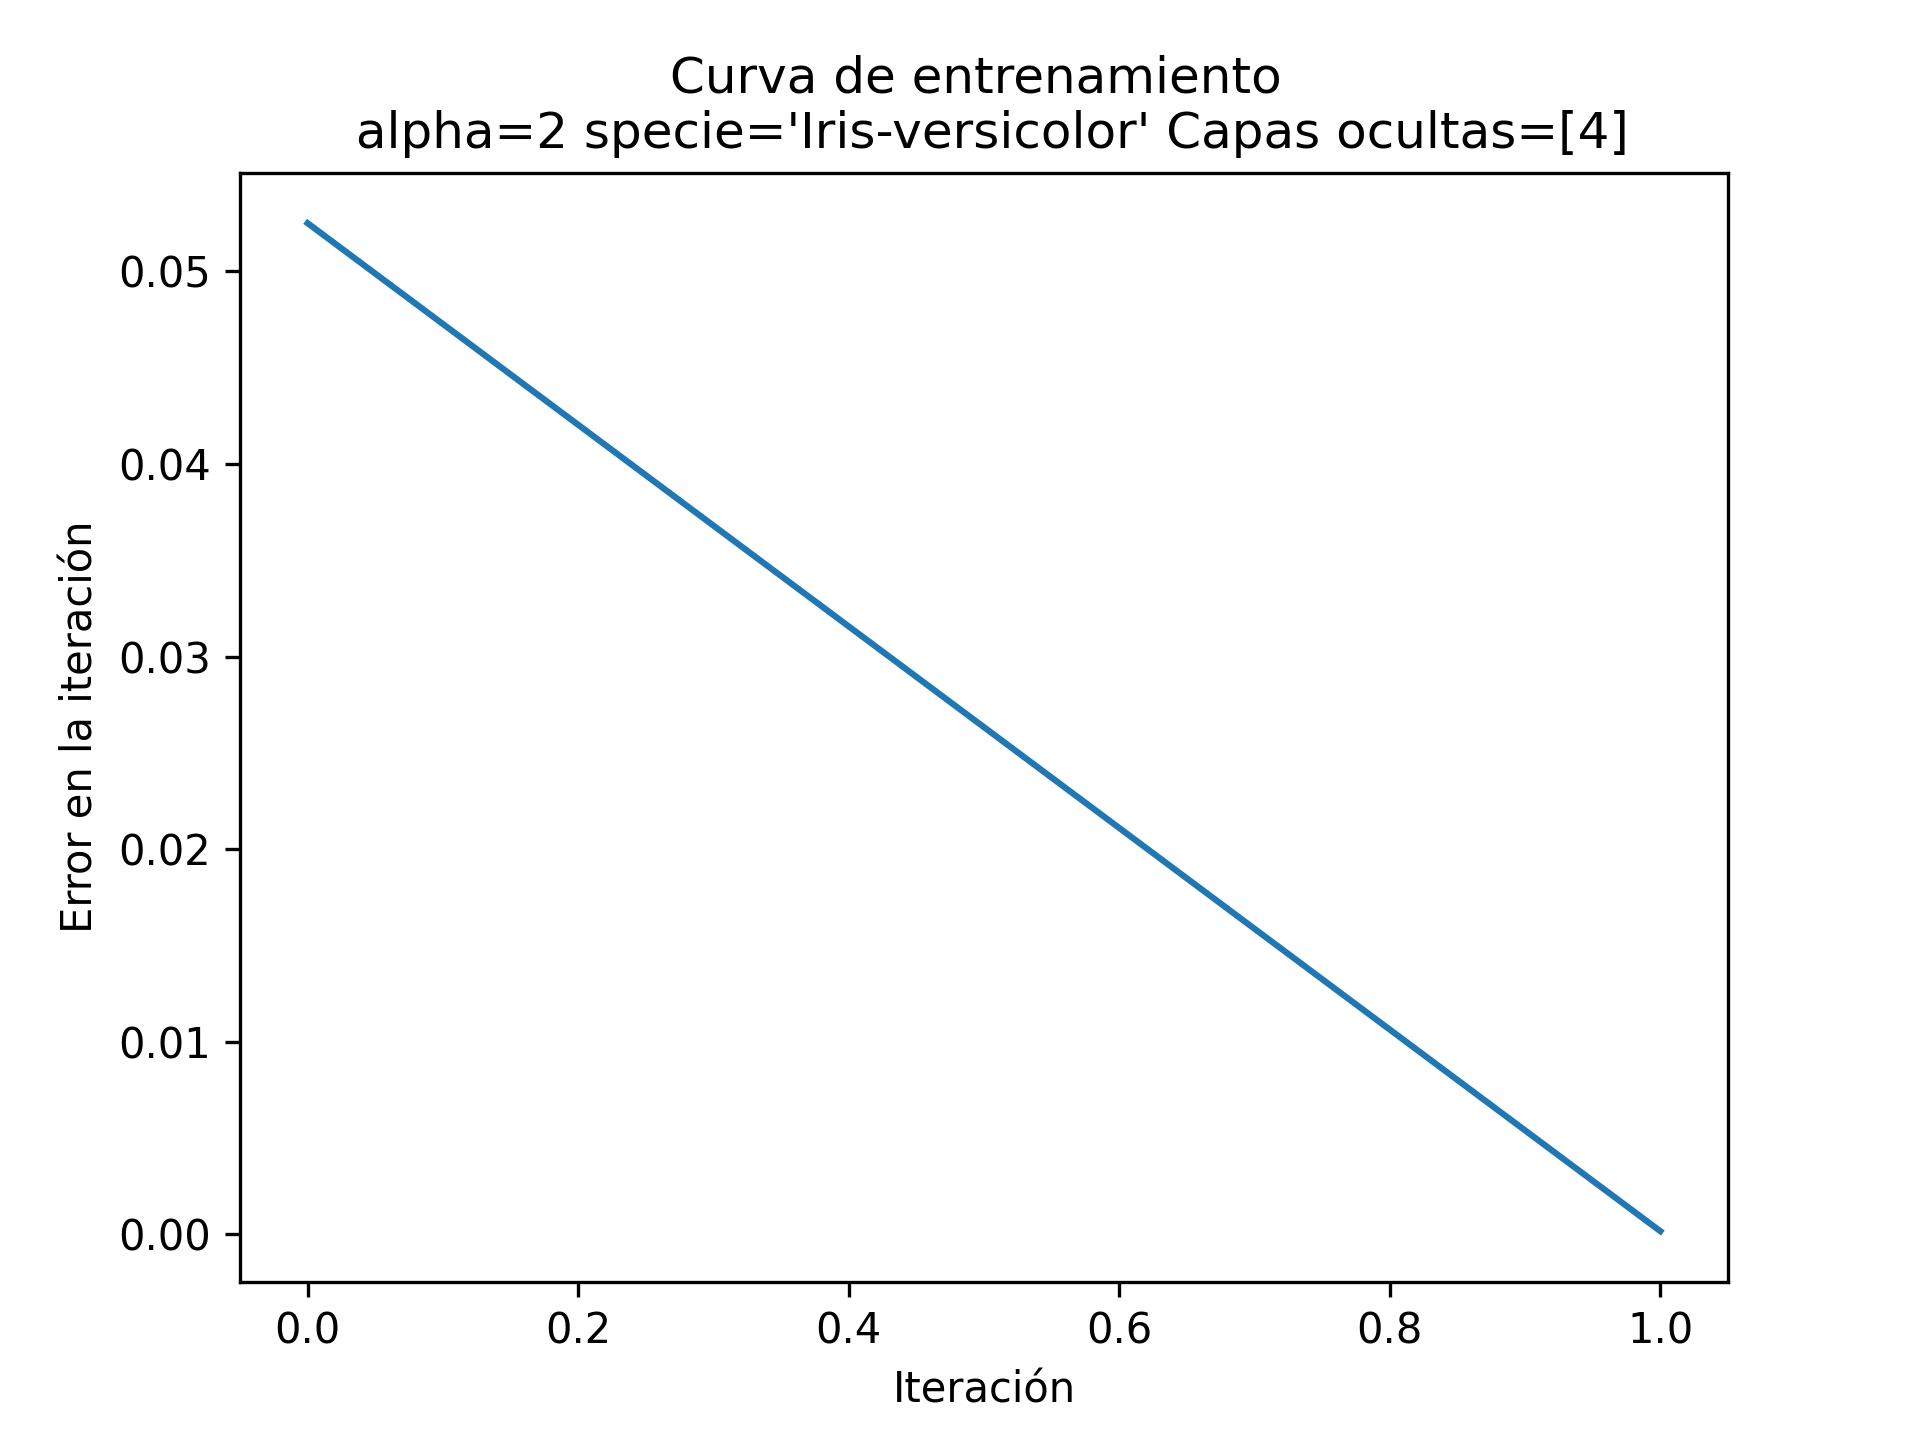 Curva de entrenamiento
alpha=2 specie='Iris-versicolor' Capas ocultas=[4]
Error en la iteración
0.05
0.04
0.03
0.02
0.01
0.00
0.0 0.2 0.4 0.6 0.8 1.0
Iteración